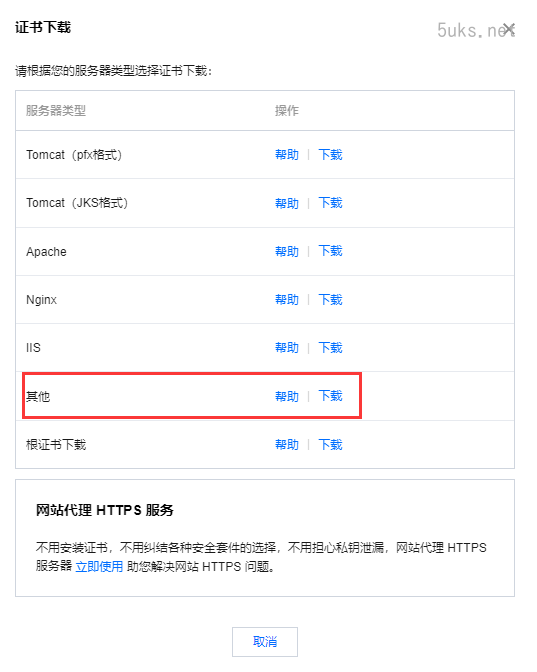 证书下载
5uks.net
请根据您的服务器类型选择证书下载:
服务器类型 操作
Tomcat（pfx格式） 帮助 | 下载
Tomcat（JKS格式） 帮助 | 下载
Apache 帮助 | 下载
Nginx 帮助 | 下载
IIS 帮助 | 下载
其他 帮助 | 下载
根证书下载 帮助 | 下载
网站代理 HTTPS 服务
不用安装证书，不用纠结各种安全套件的选择，不用担心私钥泄漏，网站代理 HTTPS
服务器 立即使用 助您解决网站 HTTPS 问题。
取消